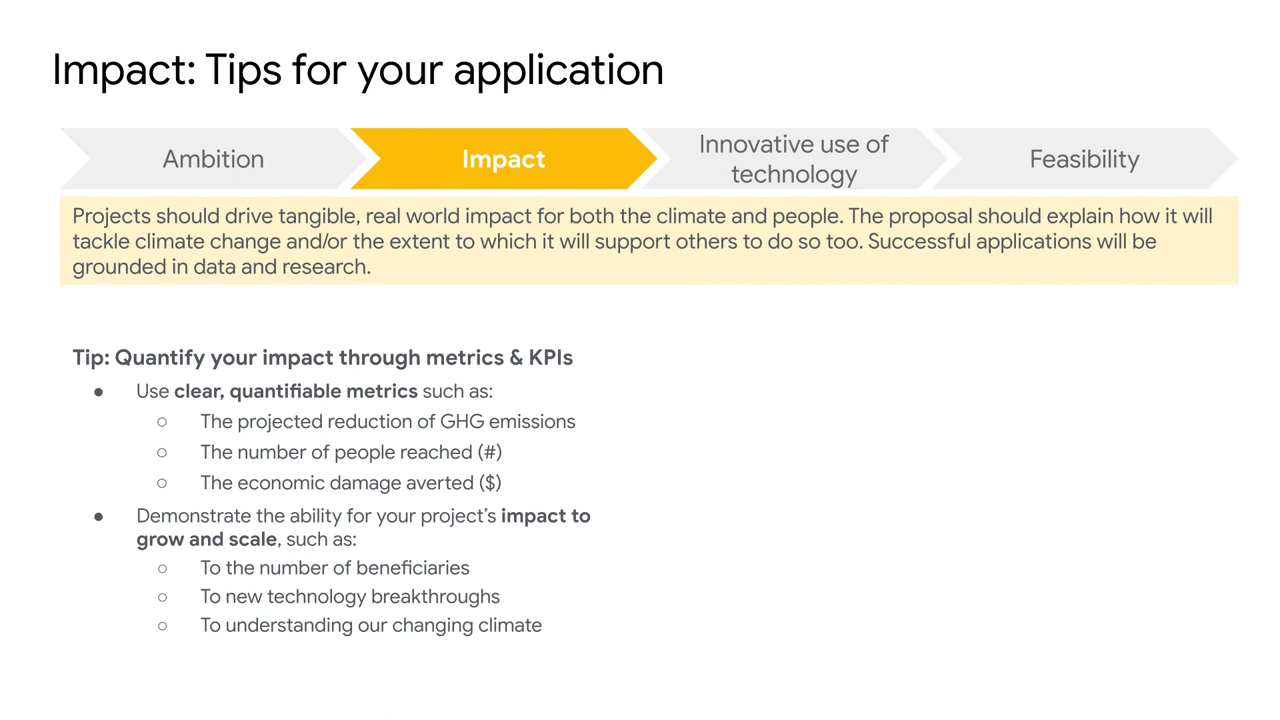 Impact: Tips for your application
Ambition
Impact
Innovative use of
technology
Feasibility
Projects should drive tangible, real world impact for both the climate and people. The proposal should explain how it will
tackle climate change and/or the extent to which it will support others to do so too. Successful applications will be
grounded in data and research.
Tip: Quantify your impact through metrics & KPIs
● Use clear, quantifiable metrics such as:
○ The projected reduction of GHG emissions
○ The number of people reached (#)
○ The economic damage averted ($)
● Demonstrate the ability for your project's impact to
grow and scale, such as:
○ To the number of beneficiaries
○ To new technology breakthroughs
○ To understanding our changing climate